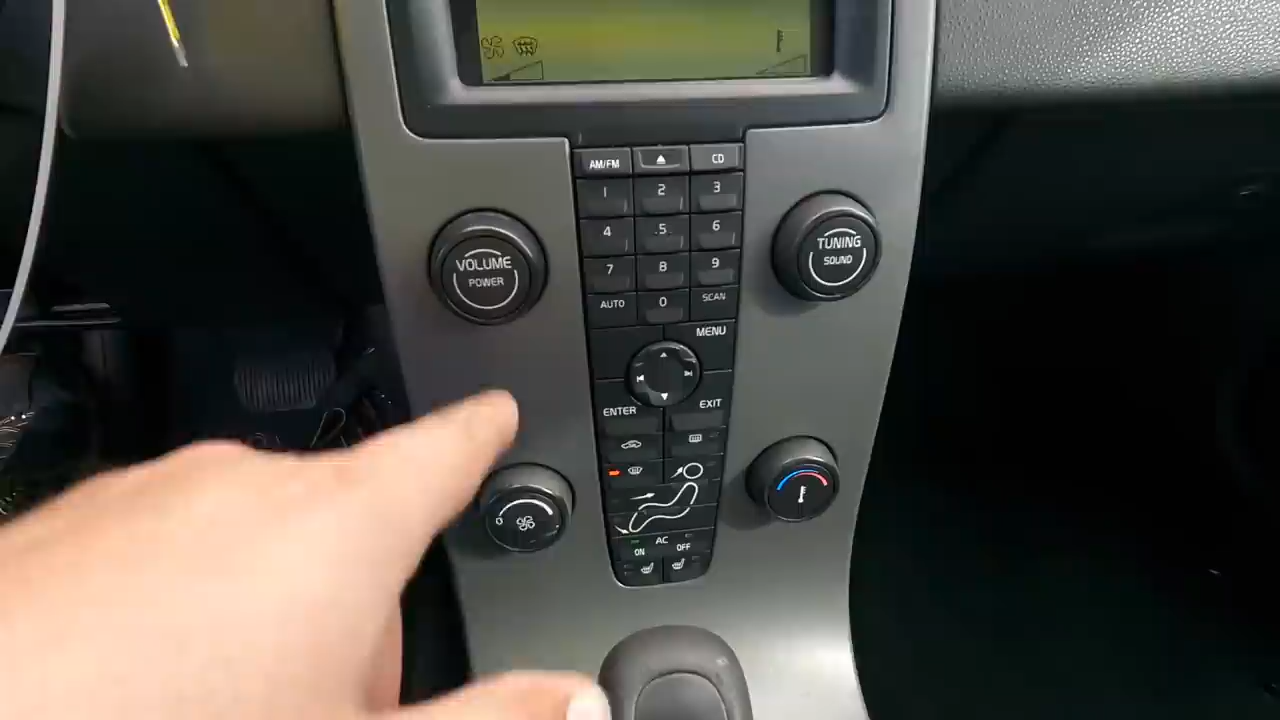 AM/FM
CD
1
2
3
4
5
6
7
8
9
AUTO
0
SCAN
VOLUME
POWER
TUNING
SOUND
MENU
ENTER
EXIT
0
AC
ON
OFF